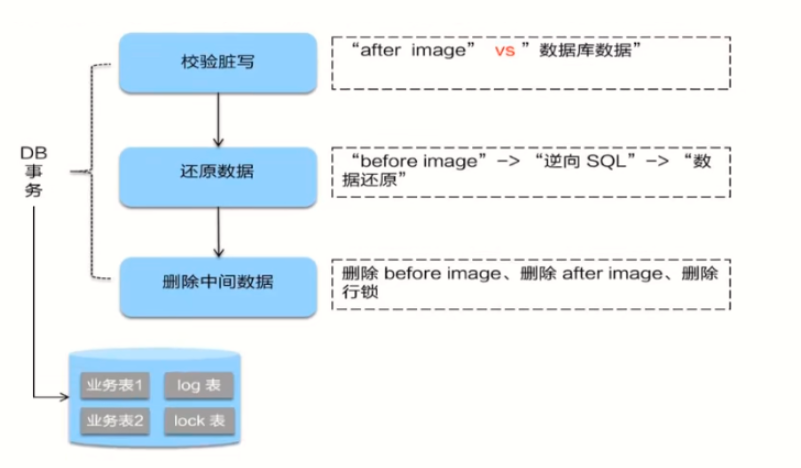 校验脏写
“after image” vs ” 数据库数据”
DB
事
务
还原数据
“before image”–> “逆向 SQL”–> “数
据还原”
删除中间数据
删除 before image、删除 after image、删除
行锁
业务表1
log 表
业务表2
lock 表